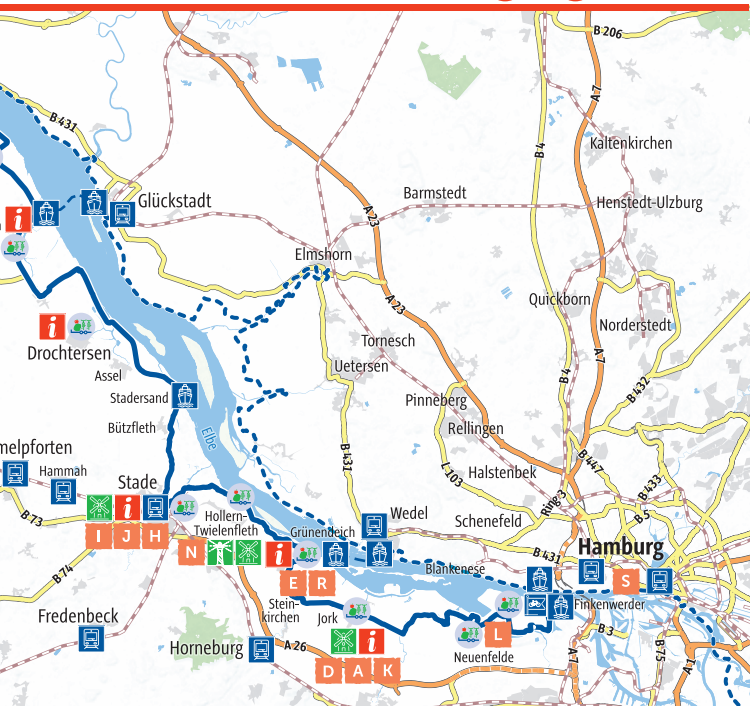 B 206
B 431
A 7
Kaltenkirchen
B 4
Glückstadt
Barmstedt
Henstedt-Ulzburg
A 23
i
Elmshorn
Quickborn
A 23
Norderstedt
i
Drochtersen
Tornesch
A 7
Assel
Uetersen
B 4
B 432
Stadersand
Pinneberg
Bützfleth
Elbe
Rellingen
melpforten
B 431
B 447
Hammah
L 103
Halstenbek
B 433
Stade
Ring 3
i
B 73
Hollern-
Twielenfleth
Wedel
Schenefeld
B 5
I J H
Grünendeich
N
i
B 431
Hamburg
B 74
E R
Blankenese
S
Stein-
kirchen
Finkenwerder
Fredenbeck
Jork
L
B 3
Horneburg
A 26
i
Neuenfelde
A 7
B 75
A 1
D A K